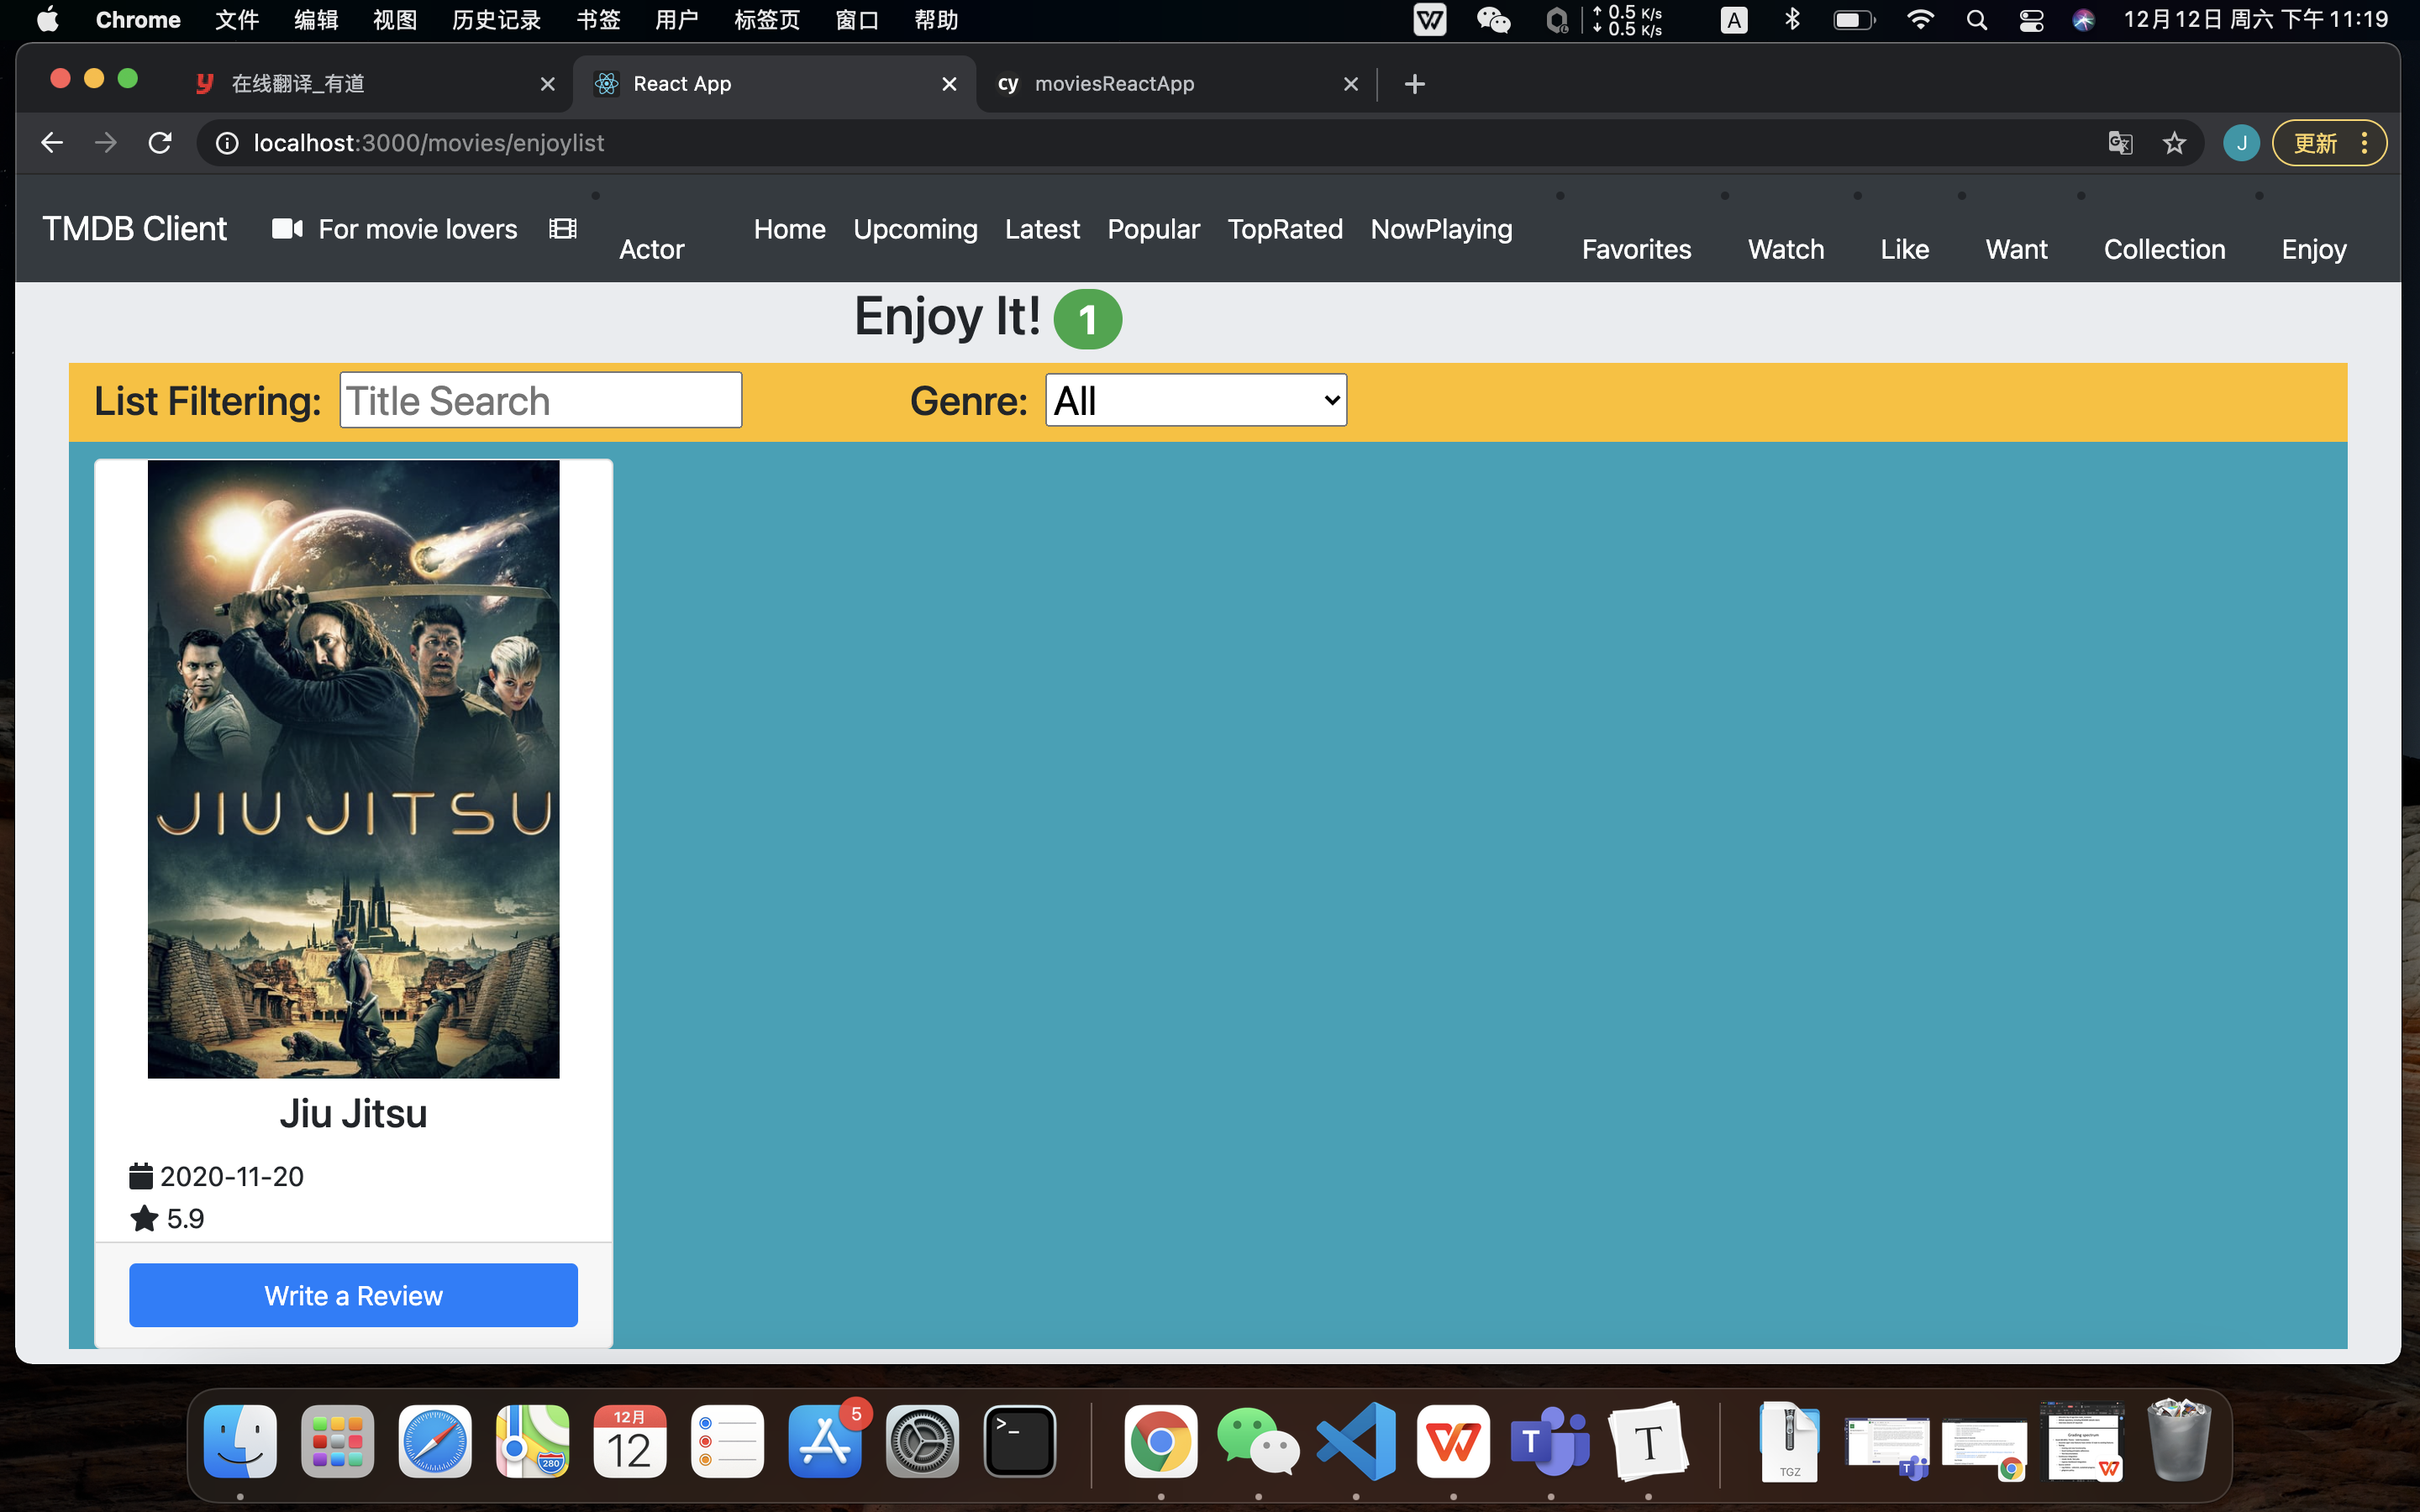 Chrome 文件 编辑 视图 历史记录 书签 用户 标签页 窗口 帮助 0.5 K/s 0.5 K/s A 12月12日 周六 下午 11:19
在线翻译_有道 React App cy moviesReactApp
localhost:3000/movies/enjoylist J 更新
TMDB Client For movie lovers Actor Home Upcoming Latest Popular TopRated NowPlaying Favorites Watch Like Want Collection Enjoy
Enjoy It! 1
List Filtering: Title Search Genre: All
JIU JITSU
Jiu Jitsu
2020-11-20
5.9
Write a Review
280
12月
12
5
>_
T
T
TGZ